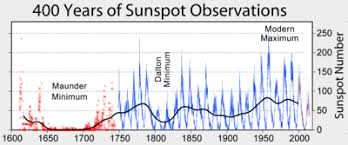 400 Years of Sunspot Observations
Modern
Maximum
Dalton
Minimum
Maunder
Minimum
250
200
150
100
50
0
Sunspot Number
1600 1650 1700 1750 1800 1850 1900 1950 2000